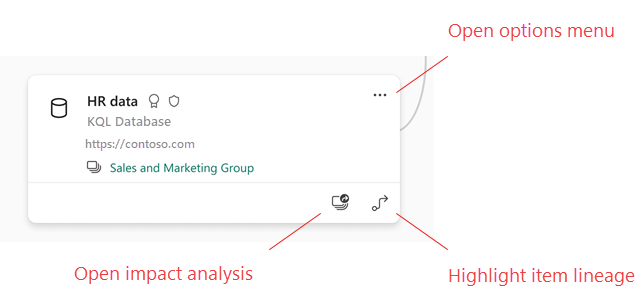 Open options menu
HR data
KQL Database
https://contoso.com
Sales and Marketing Group
Open impact analysis
Highlight item lineage